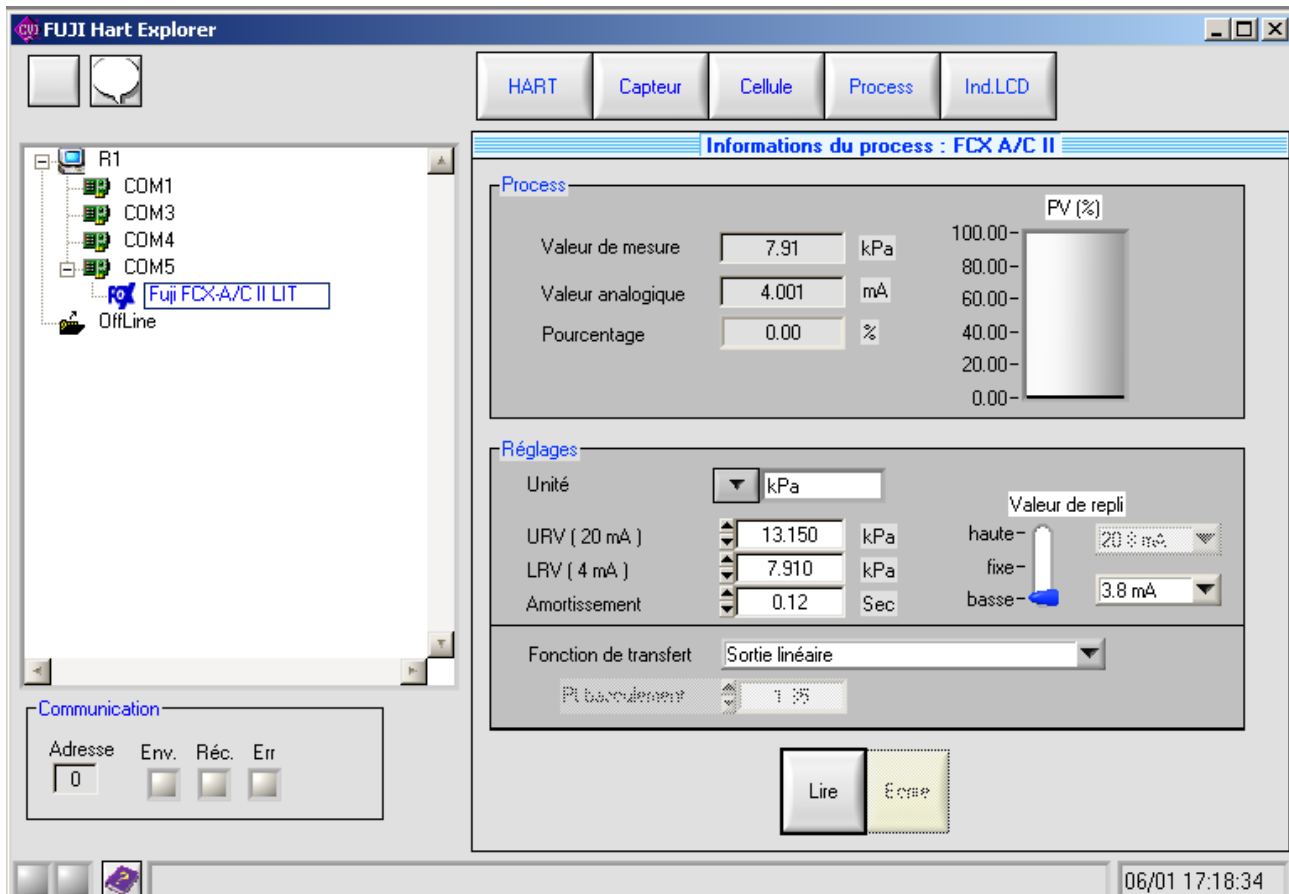 FUJI Hart Explorer
HART Capteur Cellule Process Ind.LCD
R1
COM1
COM3
COM4
COM5
Fuji FCX-A/C II LIT
OffLine
Informations du process : FCX A/C II
Process
PV (%)
Valeur de mesure 7.91 kPa
Valeur analogique 4.001 mA
Pourcentage 0.00 %
100.00
80.00
60.00
40.00
20.00
0.00
Réglages
Unité kPa
Valeur de repli
URV ( 20 mA ) 13.150 kPa
LRV ( 4 mA ) 7.910 kPa
Amortissement 0.12 Sec
haute
fixe
basse 3.8 mA
Fonction de transfert Sortie linéaire
Pt basculement
Communication
Adresse Env. Réc. Err
0
Lire Ecrire
06/01 17:18:34